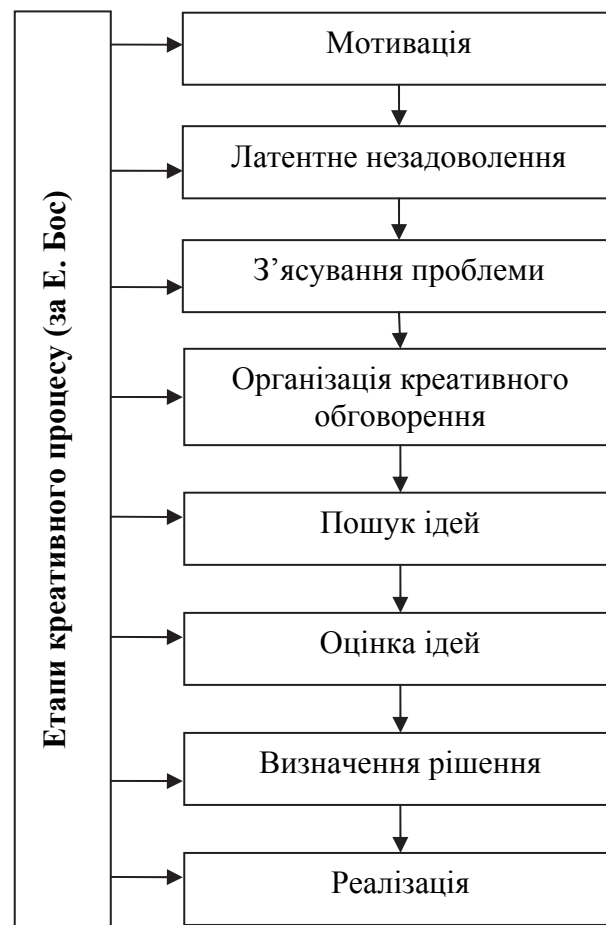 Етапи креативного процесу (за Е. Бос)
Мотивація
Латентне незадоволення
З’ясування проблеми
Організація креативного
обговорення
Пошук ідей
Оцінка ідей
Визначення рішення
Реалізація